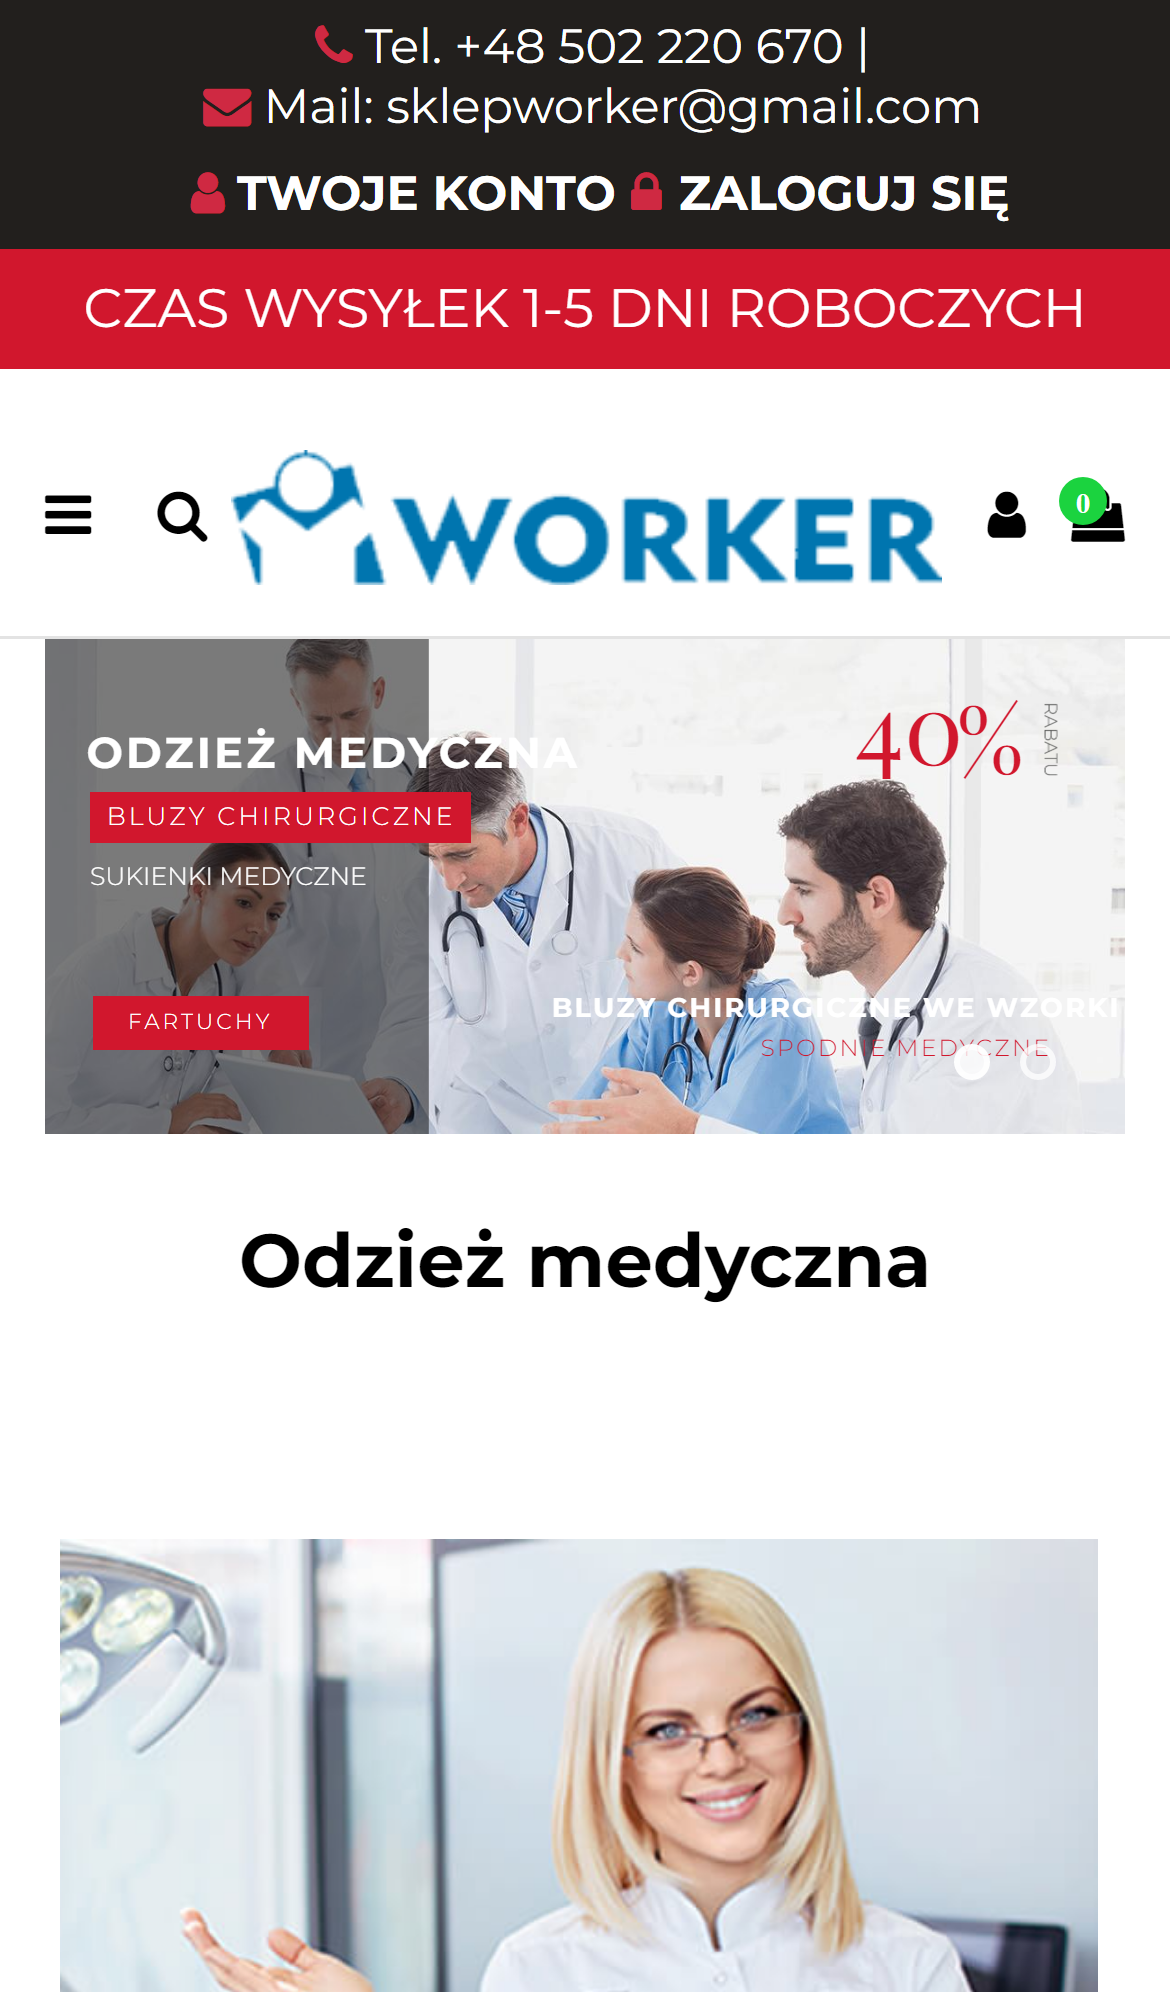 Tel. +48 502 220 670 |
Mail: sklepworker@gmail.com
TWOJE KONTO ZALOGUJ SIĘ
CZAS WYSYŁEK 1-5 DNI ROBOCZYCH
WORKER
0
40% RABATU
ODZIEŻ MEDYCZNA
BLUZY CHIRURGICZNE
SUKIENKI MEDYCZNE
FARTUCHY
BLUZY CHIRURGICZNE WE WZORKI
SPODNIE MEDYCZNE
Odzież medyczna